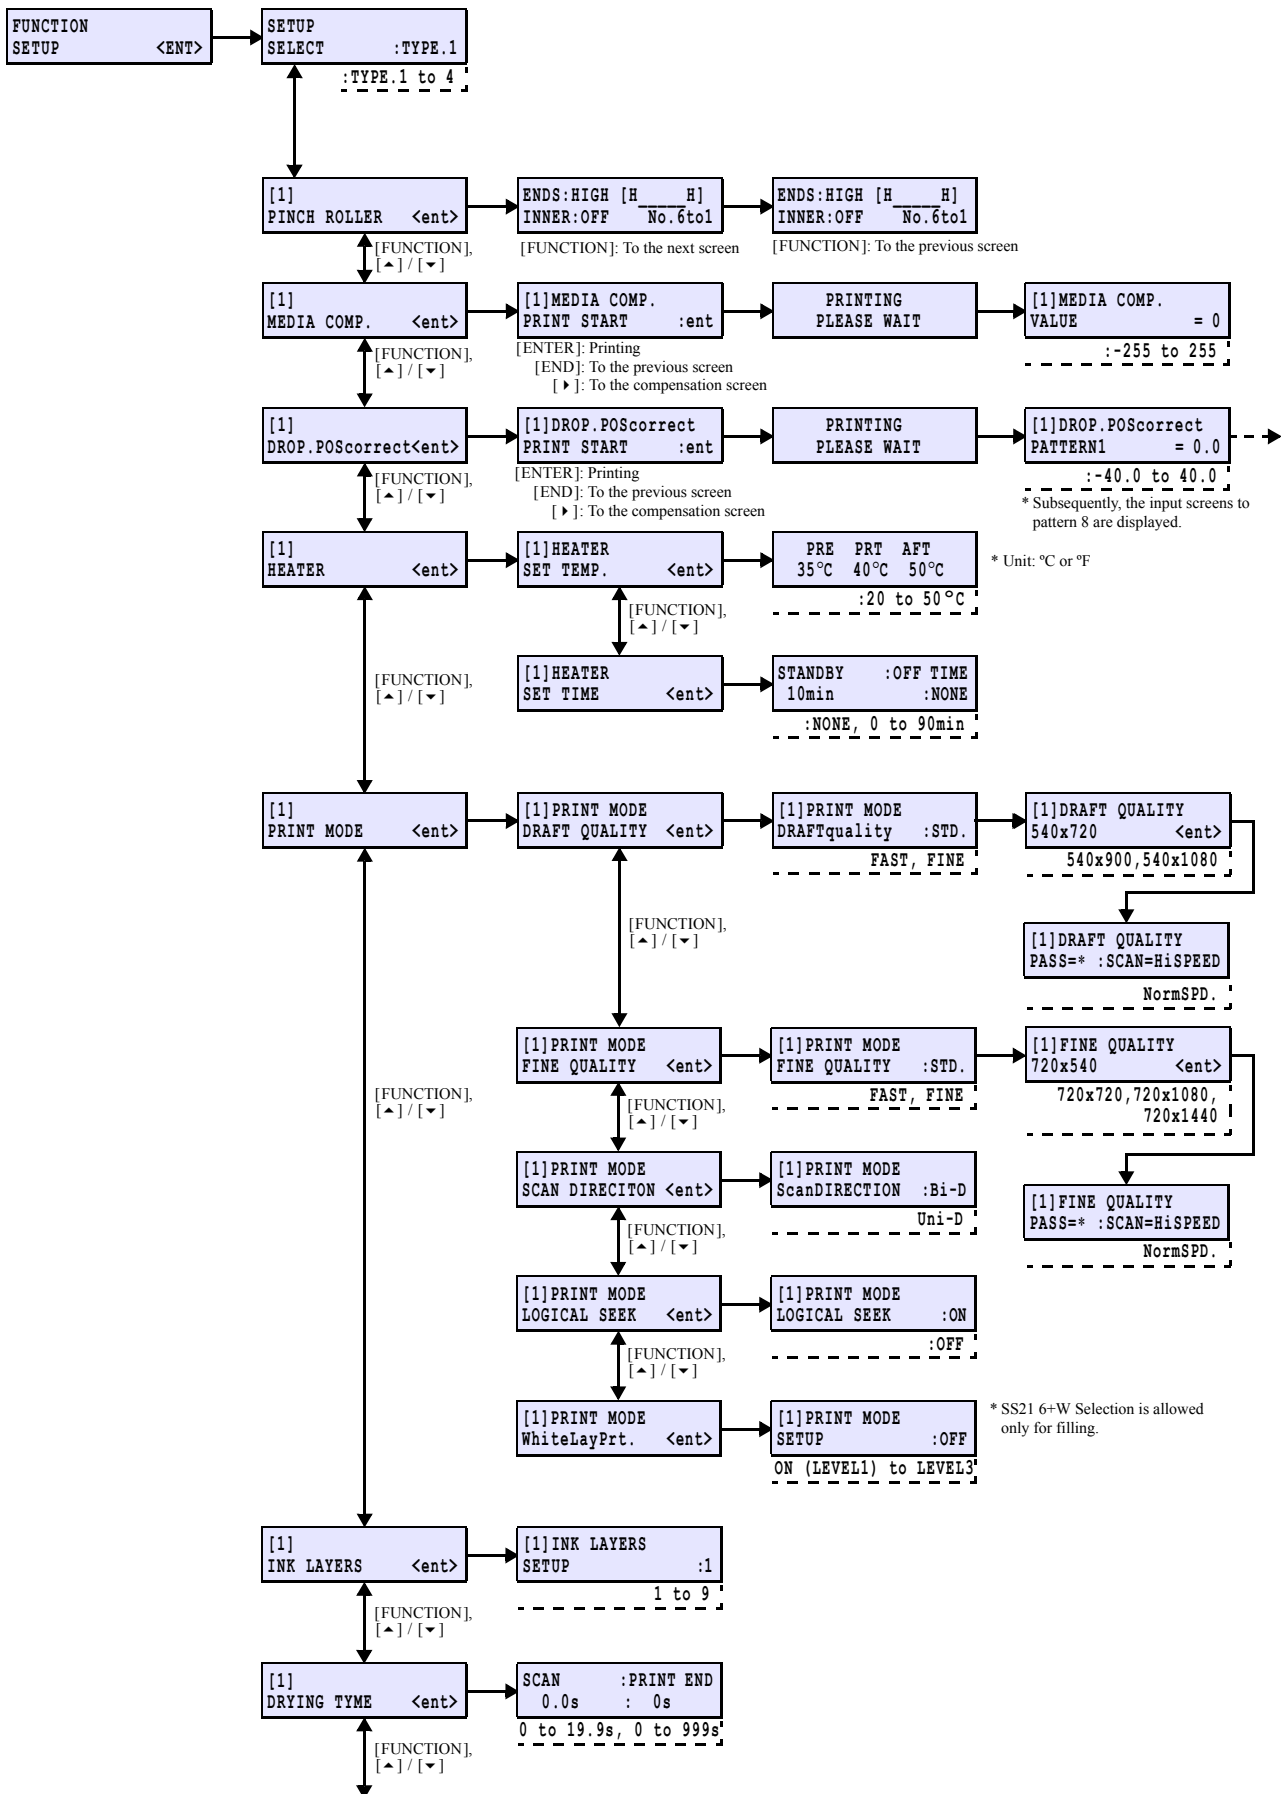 FUNCTION
SETUP <ENT>
SETUP
SELECT :TYPE.1
:TYPE.1 to 4
[1]
PINCH ROLLER <ent>
ENDS:HIGH [H_____H]
INNER:OFF No.6to1
[FUNCTION]: To the next screen
ENDS:HIGH [H_____H]
INNER:OFF No.6to1
[FUNCTION]: To the previous screen
[FUNCTION],
[▲] / [▼]
[1]
MEDIA COMP. <ent>
[1]MEDIA COMP.
PRINT START :ent
[ENTER]: Printing
[END]: To the previous screen
[▶]: To the compensation screen
PRINTING
PLEASE WAIT
[1]MEDIA COMP.
VALUE = 0
:-255 to 255
[FUNCTION],
[▲] / [▼]
[1]
DROP.POScorrect<ent>
[1]DROP.POScorrect
PRINT START :ent
[ENTER]: Printing
[END]: To the previous screen
[▶]: To the compensation screen
PRINTING
PLEASE WAIT
[1]DROP.POScorrect
PATTERN1 = 0.0
:-40.0 to 40.0
* Subsequently, the input screens to
pattern 8 are displayed.
[FUNCTION],
[▲] / [▼]
[1]
HEATER <ent>
[1]HEATER
SET TEMP. <ent>
PRE PRT AFT
35°C 40°C 50°C
:20 to 50°C
* Unit: ºC or ºF
[FUNCTION],
[▲] / [▼]
[1]HEATER
SET TIME <ent>
STANDBY :OFF TIME
10min :NONE
:NONE, 0 to 90min
[FUNCTION],
[▲] / [▼]
[1]
PRINT MODE <ent>
[1]PRINT MODE
DRAFT QUALITY <ent>
[1]PRINT MODE
DRAFTquality :STD.
FAST, FINE
[1]DRAFT QUALITY
540x720 <ent>
540x900,540x1080
[FUNCTION],
[▲] / [▼]
[1]DRAFT QUALITY
PASS=* :SCAN=HiSPEED
NormSPD.
[1]PRINT MODE
FINE QUALITY <ent>
[1]PRINT MODE
FINE QUALITY :STD.
FAST, FINE
[1]FINE QUALITY
720x540 <ent>
720x720,720x1080,
720x1440
[FUNCTION],
[▲] / [▼]
[FUNCTION],
[▲] / [▼]
[1]PRINT MODE
SCAN DIRECITON <ent>
[1]PRINT MODE
ScanDIRECTION :Bi-D
Uni-D
[1]FINE QUALITY
PASS=* :SCAN=HiSPEED
NormSPD.
[FUNCTION],
[▲] / [▼]
[1]PRINT MODE
LOGICAL SEEK <ent>
[1]PRINT MODE
LOGICAL SEEK :ON
:OFF
[FUNCTION],
[▲] / [▼]
[1]PRINT MODE
WhiteLayPrt. <ent>
[1]PRINT MODE
SETUP :OFF
ON (LEVEL1) to LEVEL3
* SS21 6+W Selection is allowed
only for filling.
[1]
INK LAYERS <ent>
[1]INK LAYERS
SETUP :1
1 to 9
[FUNCTION],
[▲] / [▼]
[1]
DRYING TYME <ent>
SCAN :PRINT END
0.0s : 0s
0 to 19.9s, 0 to 999s
[FUNCTION],
[▲] / [▼]